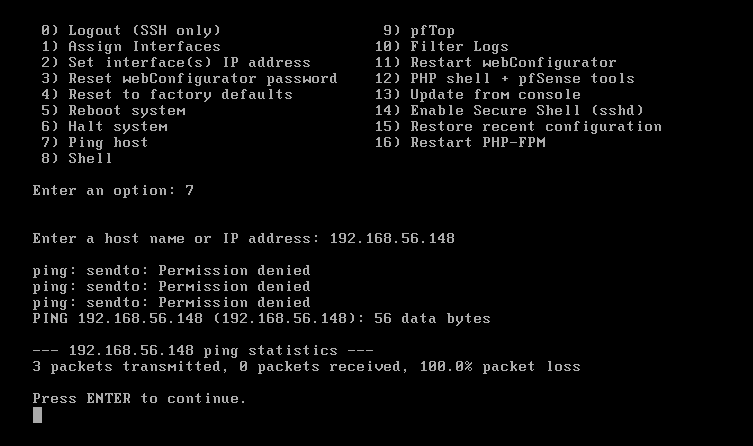 0) Logout (SSH only)                  9) pfTop
1) Assign Interfaces                 10) Filter Logs
2) Set interface(s) IP address       11) Restart webConfigurator
3) Reset webConfigurator password    12) PHP shell + pfSense tools
4) Reset to factory defaults         13) Update from console
5) Reboot system                     14) Enable Secure Shell (sshd)
6) Halt system                       15) Restore recent configuration
7) Ping host                         16) Restart PHP-FPM
8) Shell
Enter an option: 7
Enter a host name or IP address: 192.168.56.148
ping: sendto: Permission denied
ping: sendto: Permission denied
ping: sendto: Permission denied
PING 192.168.56.148 (192.168.56.148): 56 data bytes
--- 192.168.56.148 ping statistics ---
3 packets transmitted, 0 packets received, 100.0% packet loss
Press ENTER to continue.